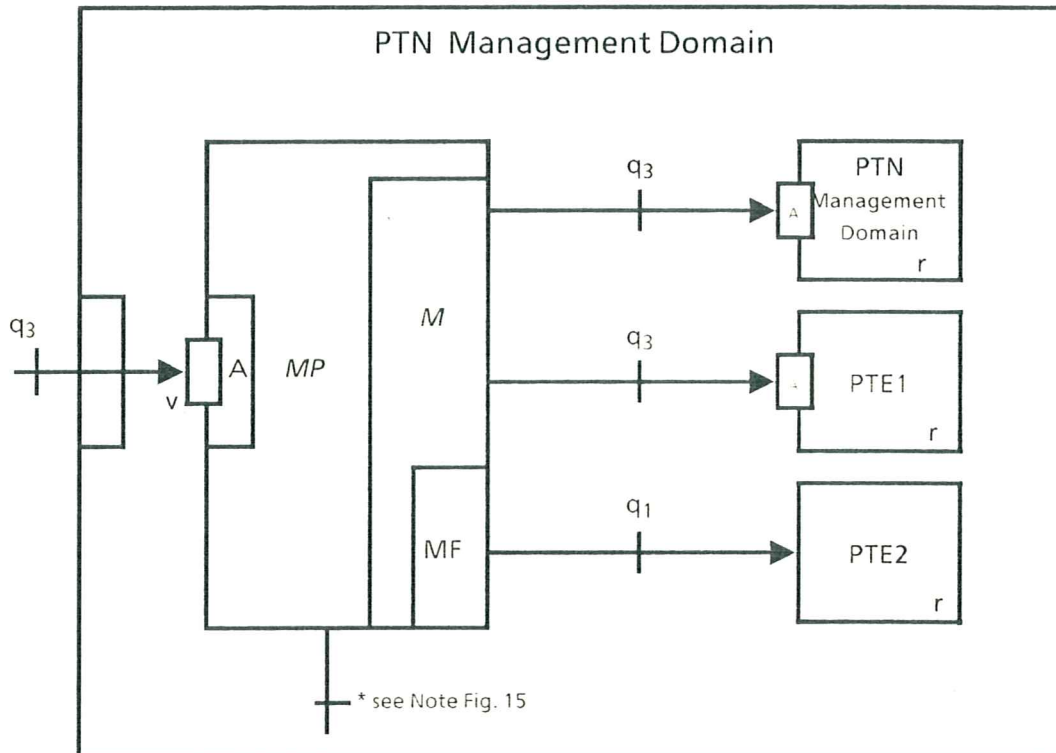 PTN Management Domain
q3
PTN
A
Management
Domain
r
q3
M
q3
A
MP
v
A
PTE1
r
q1
MF
PTE2
r
* see Note Fig. 15